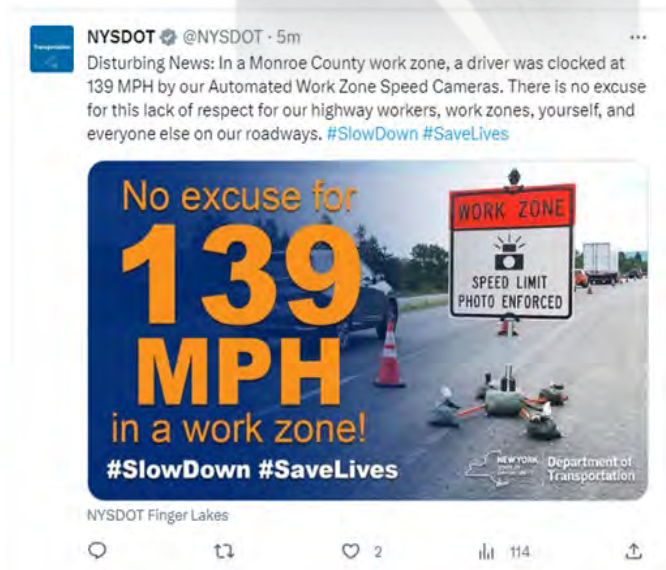 NYSDOT @NYSDOT · 5m
Disturbing News: In a Monroe County work zone, a driver was clocked at
139 MPH by our Automated Work Zone Speed Cameras. There is no excuse
for this lack of respect for our highway workers, work zones, yourself, and
everyone else on our roadways. #SlowDown #SaveLives
No excuse for
139
MPH
in a work zone!
#SlowDown #SaveLives
WORK ZONE
SPEED LIMIT
PHOTO ENFORCED
NEW YORK
Department of
Transportation
NYSDOT Finger Lakes
2
114